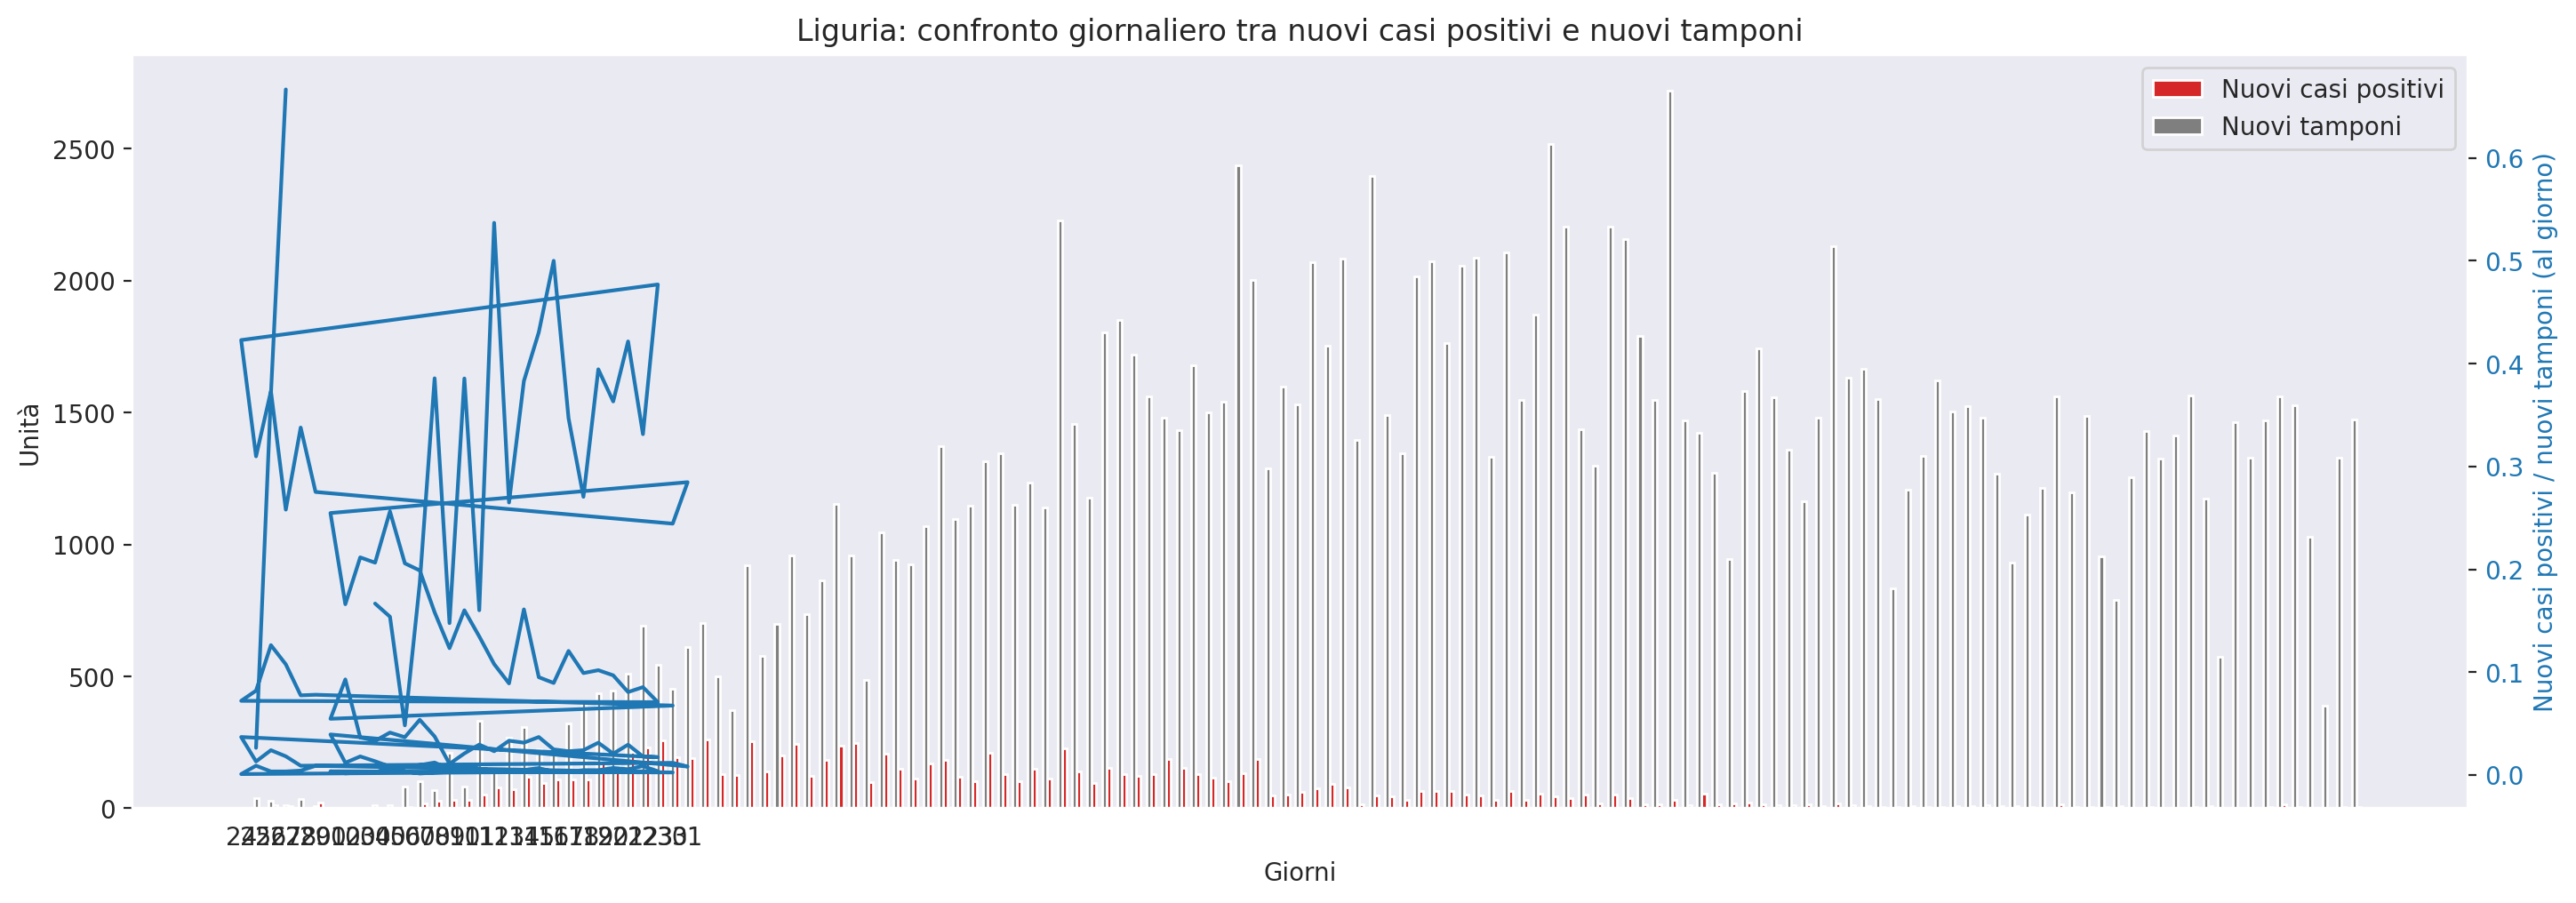 Liguria: confronto giornaliero tra nuovi casi positivi e nuovi tamponi
Nuovi casi positivi
Nuovi tamponi
2500
2000
1500
1000
500
0
Unità
0.6
0.5
0.4
0.3
0.2
0.1
0.0
Nuovi casi positivi / nuovi tamponi (al giorno)
Giorni